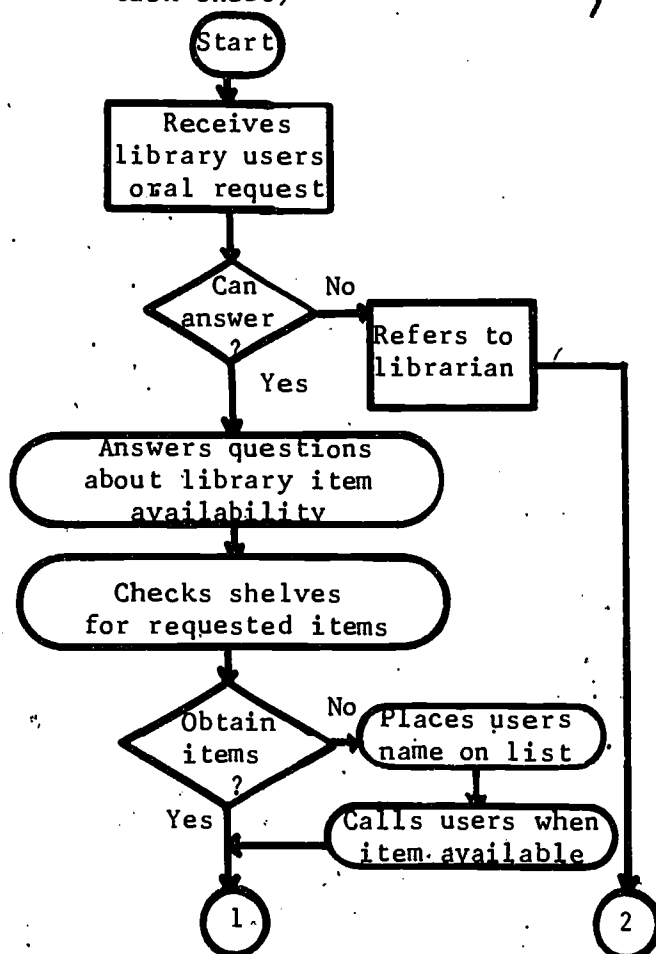 Start
Receives
library users
oral request
Can
answer
?
No
Yes
Refers to
librarian
Answers questions
about library item
availability
Checks shelves
for requested items
Obtain
items
?
No
Yes
Places users
name on list
Calls users when
item available
1
2